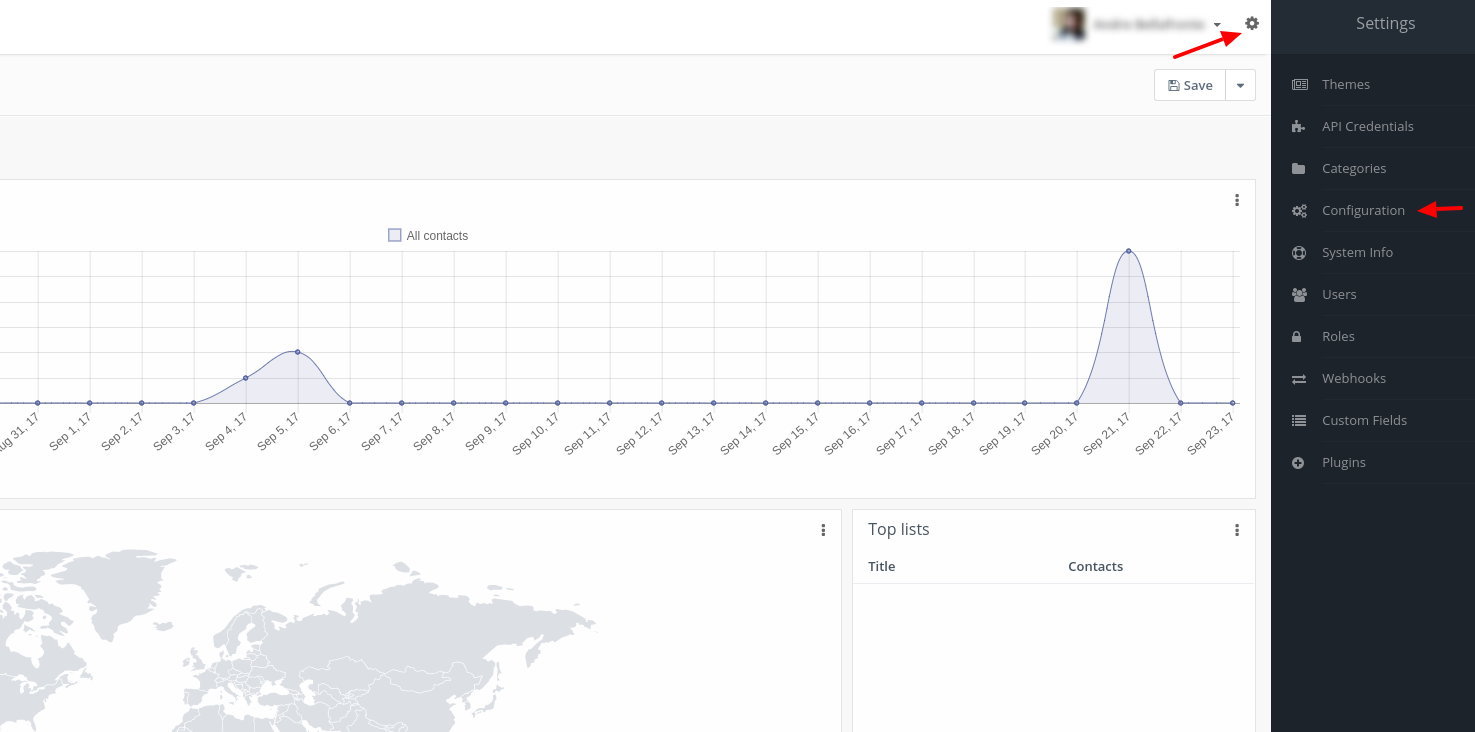 Settings
Save
Themes
API Credentials
Categories
Configuration
System Info
Users
Roles
Webhooks
Custom Fields
Plugins
All contacts
31, 17
Sep 1, 17
Sep 2, 17
Sep 3, 17
Sep 4, 17
Sep 5, 17
Sep 6, 17
Sep 7, 17
Sep 8, 17
Sep 9, 17
Sep 10, 17
Sep 11, 17
Sep 12, 17
Sep 13, 17
Sep 14, 17
Sep 15, 17
Sep 16, 17
Sep 17, 17
Sep 18, 17
Sep 19, 17
Sep 20, 17
Sep 21, 17
Sep 22, 17
Sep 23, 17
Top lists
Title Contacts